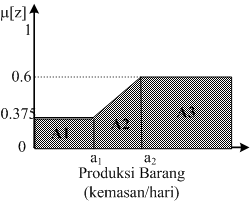 μ[z]
1
0.6
0.375
A1
A2
A3
0
a1
a2
Produksi Barang
(kemasan/hari)